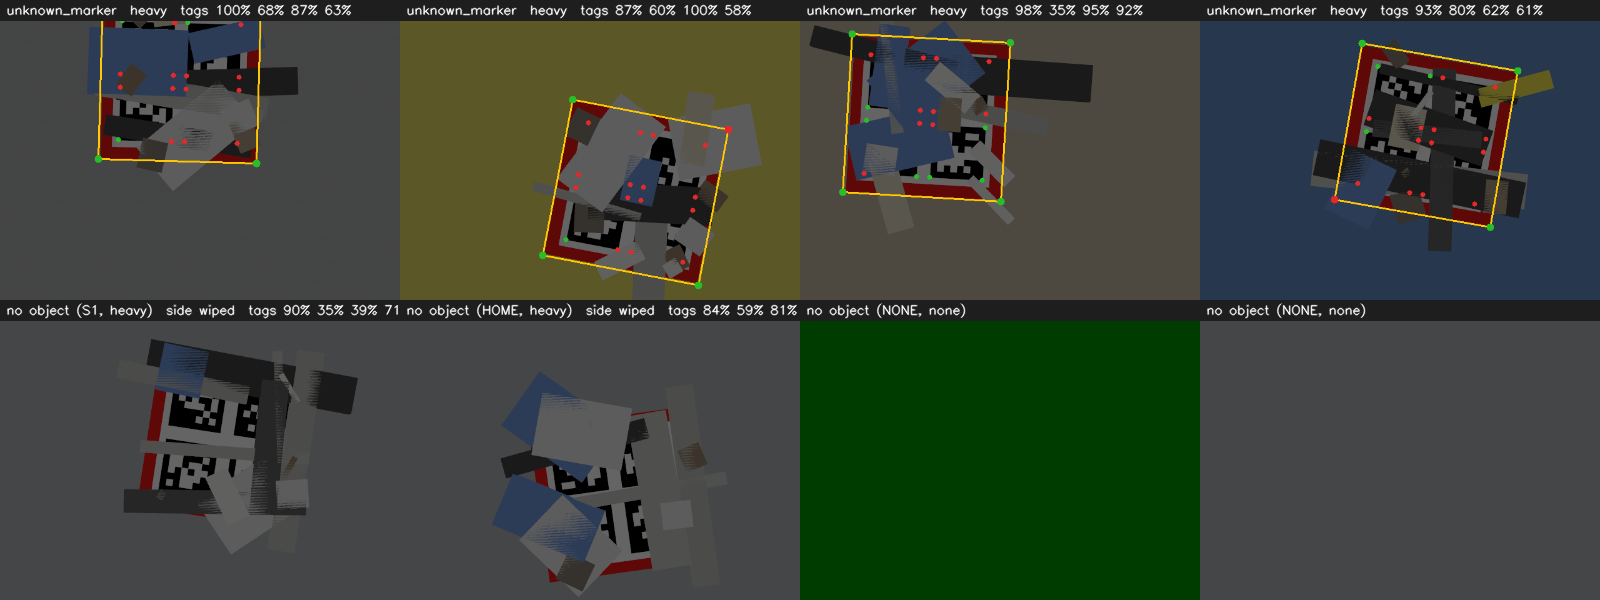 unknown_marker heavy tags 100% 68% 87% 63%
unknown_marker heavy tags 87% 60% 100% 58%
unknown_marker heavy tags 98% 35% 95% 92%
unknown_marker heavy tags 93% 80% 62% 61%
no object (S1, heavy) side wiped tags 90% 35% 39% 71
no object (HOME, heavy) side wiped tags 84% 59% 81%
no object (NONE, none)
no object (NONE, none)